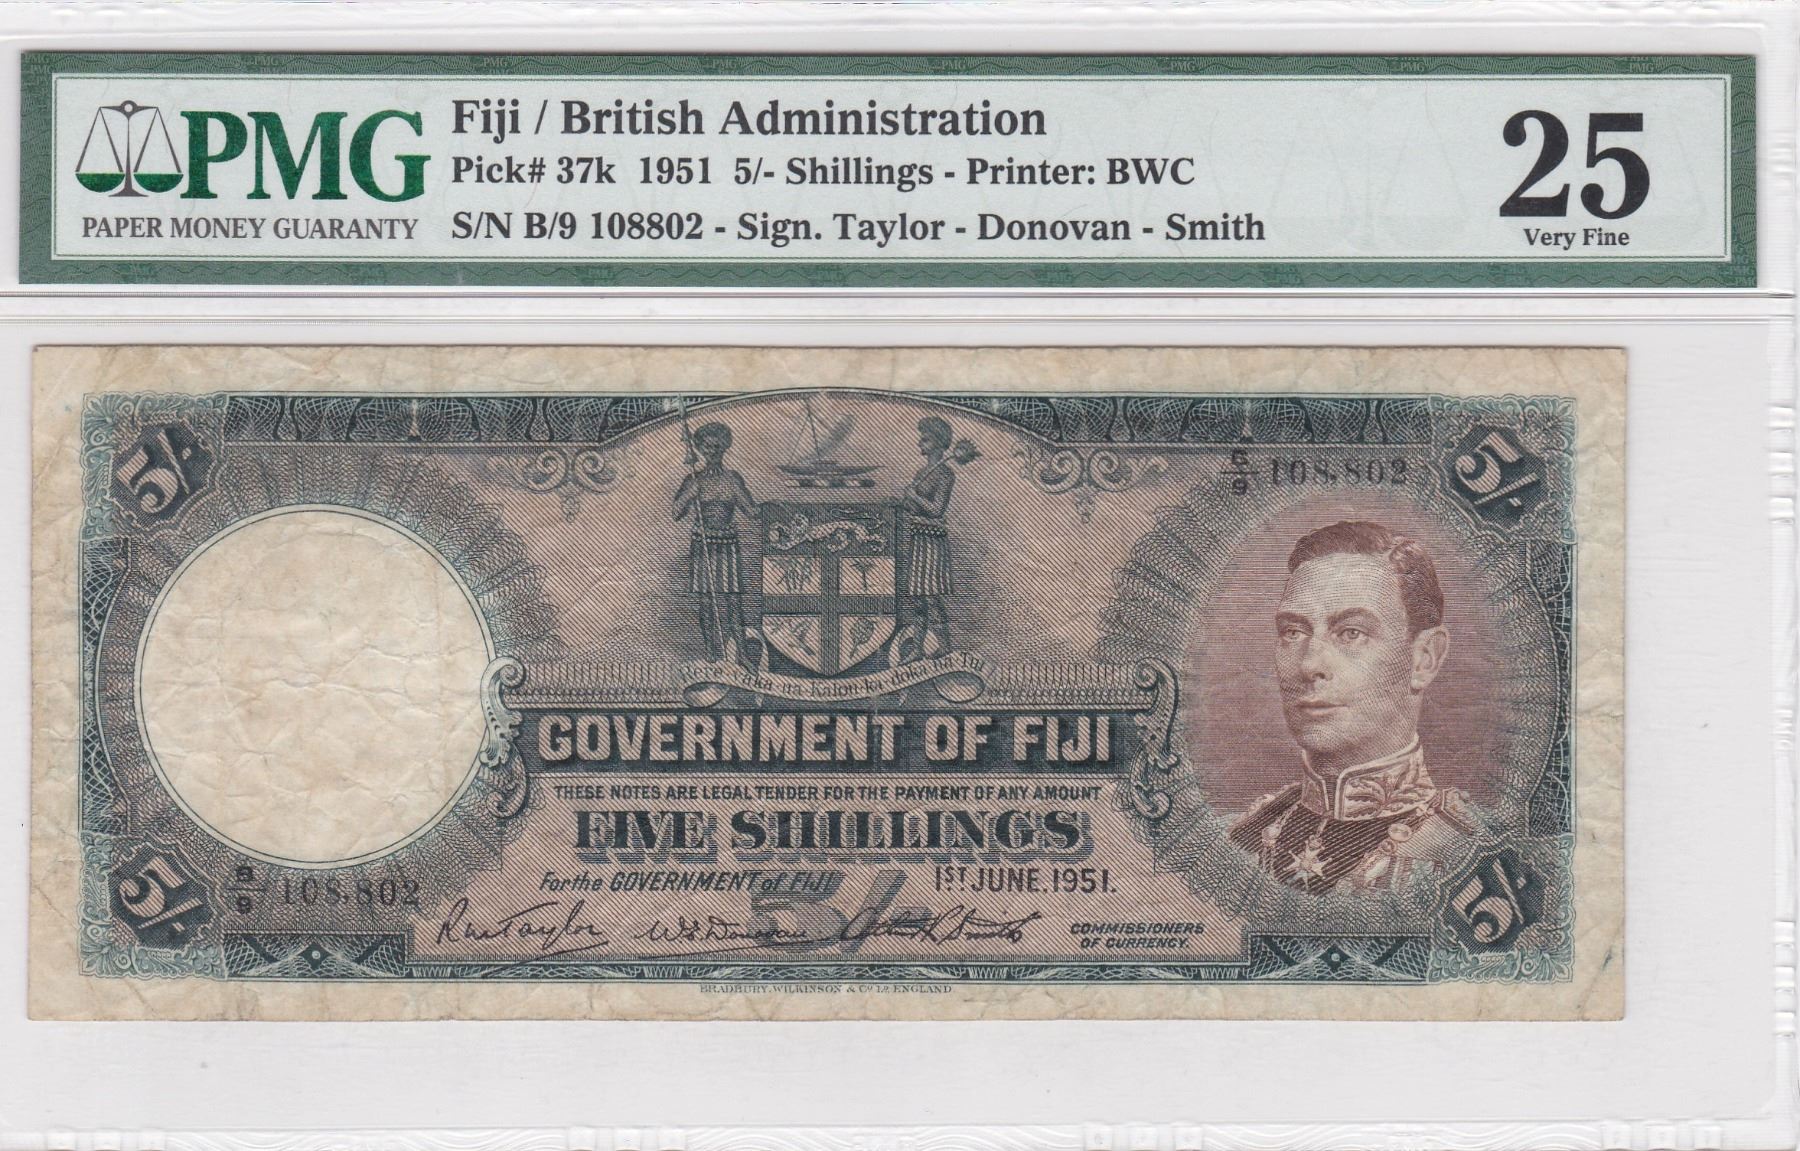 PMG
PAPER MONEY GUARANTY
Fiji / British Administration
Pick# 37k 1951 5/- Shillings - Printer: BWC
S/N B/9 108802 - Sign. Taylor - Donovan - Smith
25
Very Fine
5/-
5/-
B/9 108,802
GOVERNMENT OF FIJI
THESE NOTES ARE LEGAL TENDER FOR THE PAYMENT OF ANY AMOUNT
FIVE SHILLINGS
For the GOVERNMENT of FIJI
5/-
1ST JUNE. 1951.
B/9 108,802
COMMISSIONERS
OF CURRENCY.
5/-
5/-
BRADBURY, WILKINSON & Co. Ld. ENGLAND